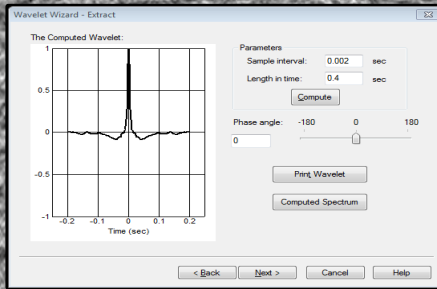 Wavelet Wizard - Extract
The Computed Wavelet:
1
0.5
0
-0.5
-1
-0.2 -0.1 0 0.1 0.2
Time (sec)
Parameters
Sample interval: 0.002 sec
Length in time: 0.4 sec
Compute
Phase angle: -180 0 180
0
Print Wavelet
Computed Spectrum
< Back Next > Cancel Help